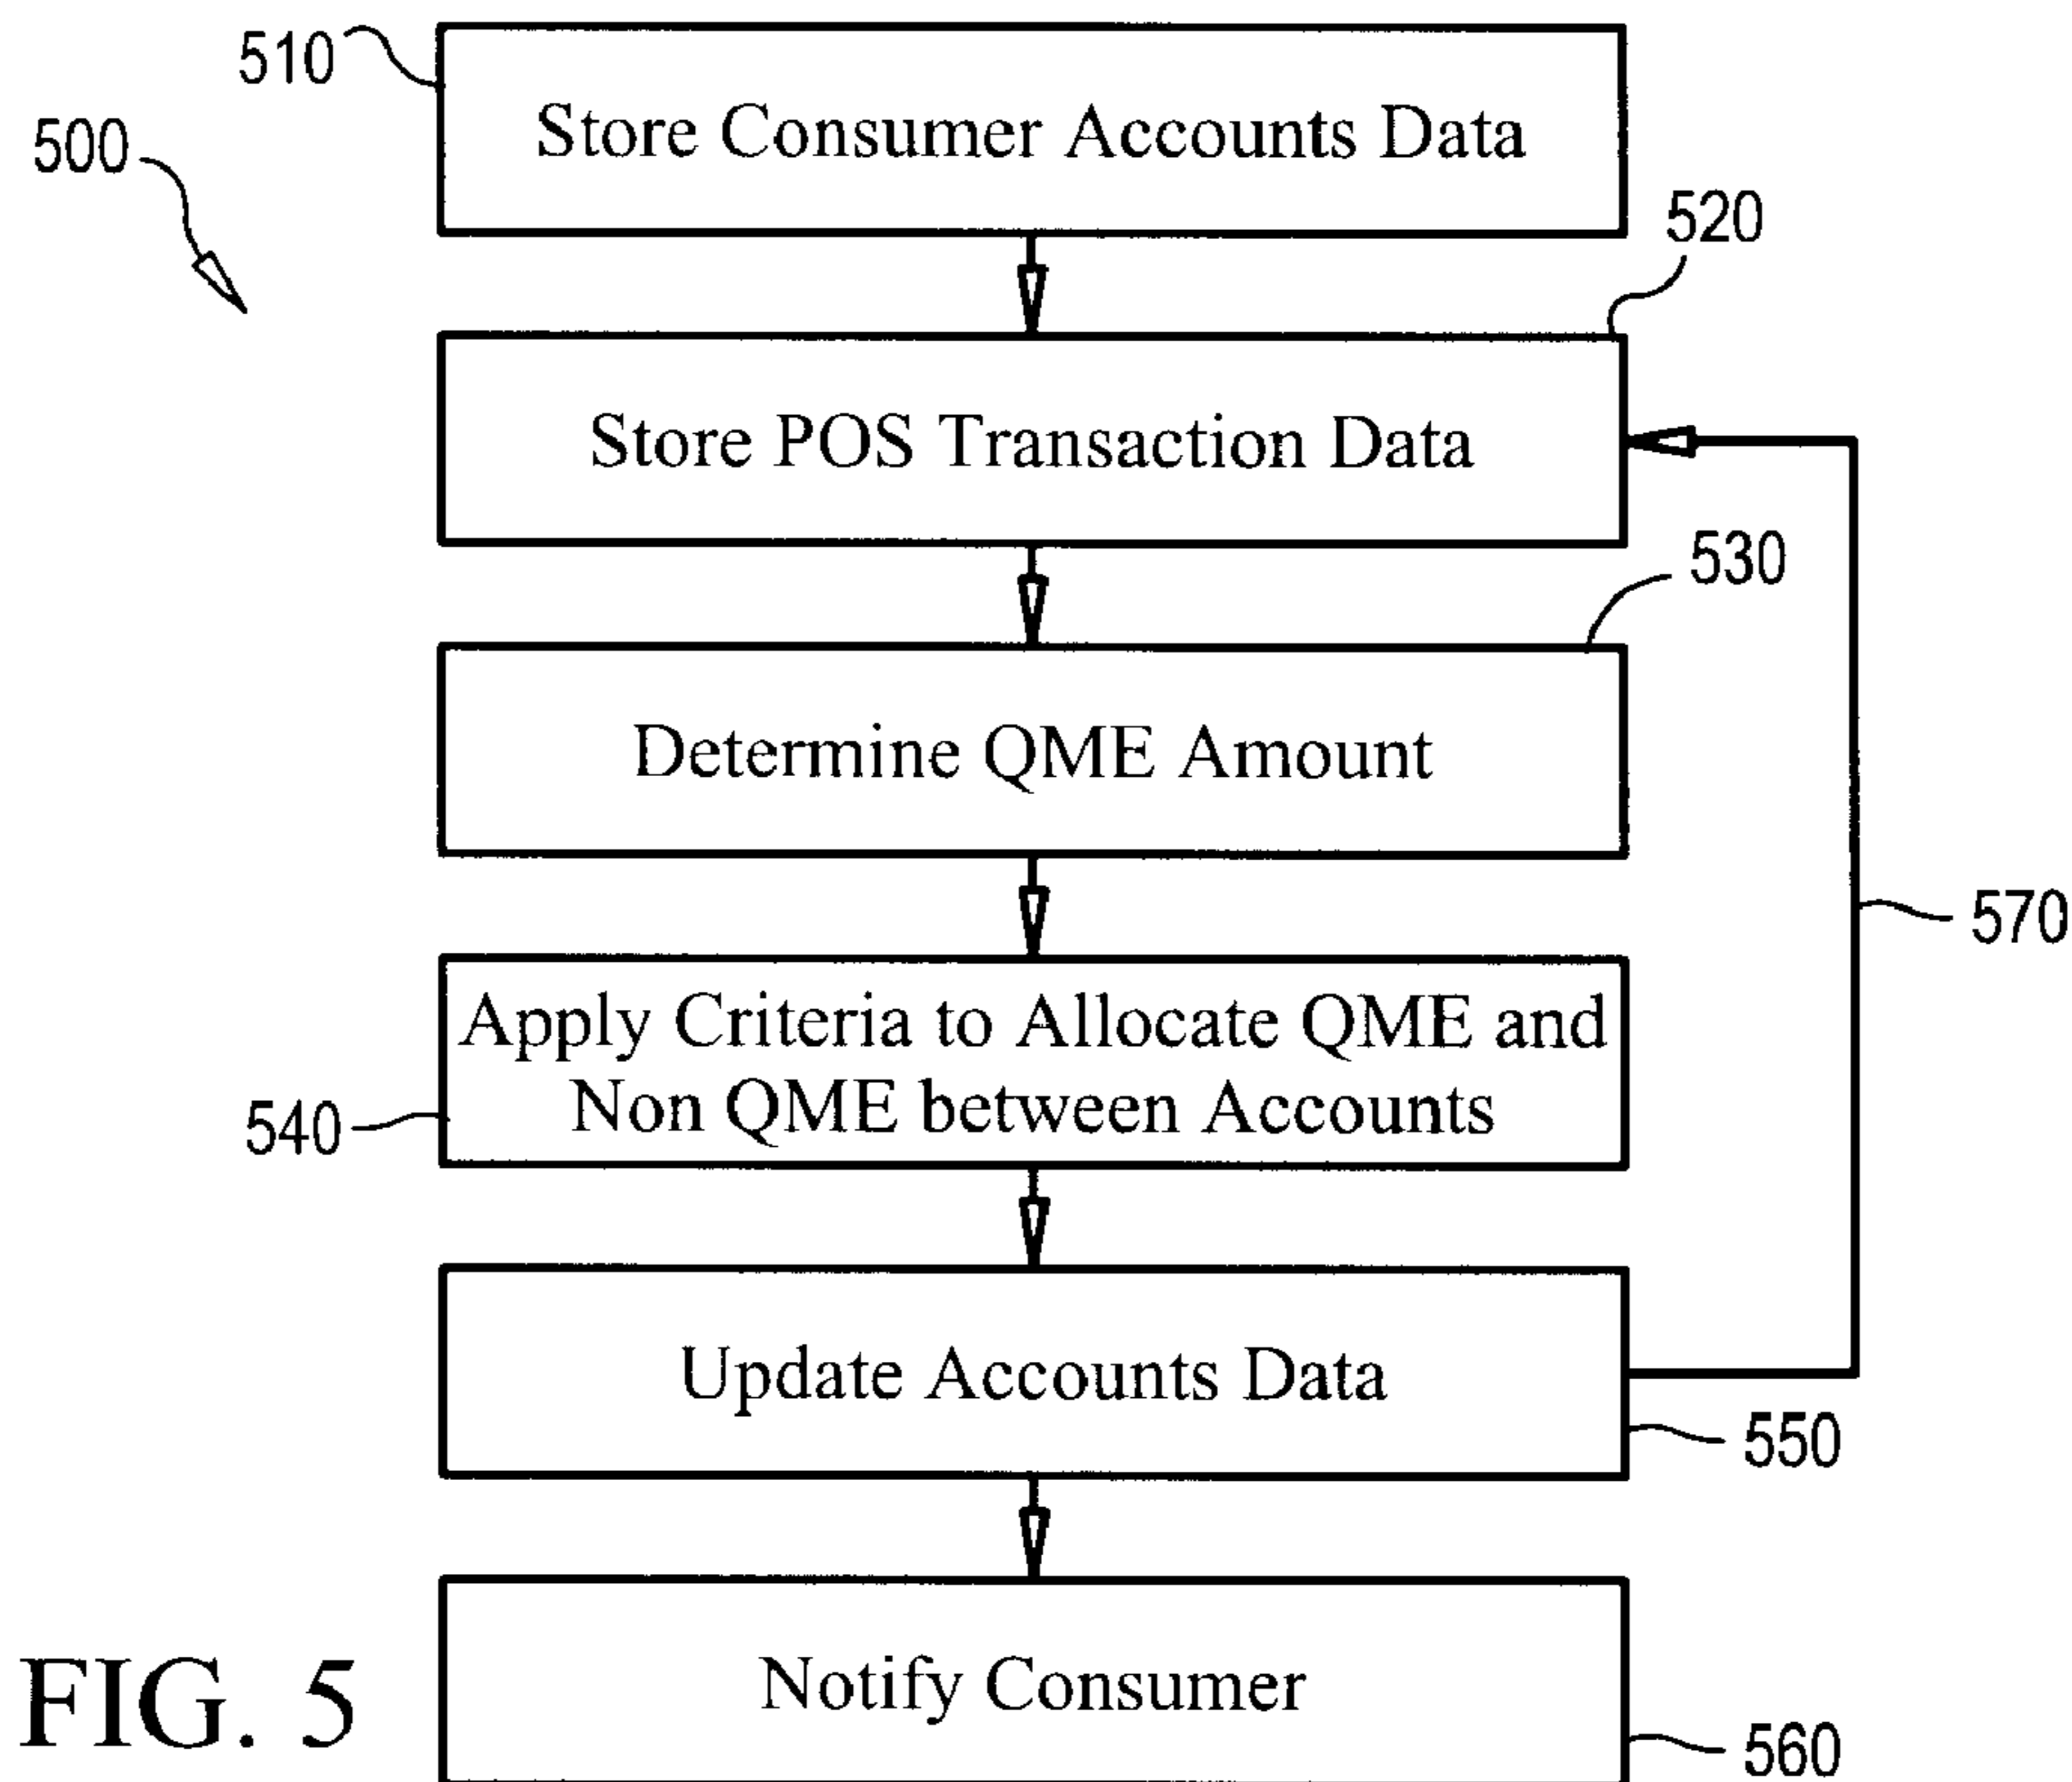 510
Store Consumer Accounts Data
500
520
Store POS Transaction Data
530
Determine QME Amount
570
Apply Criteria to Allocate QME and
Non QME between Accounts
540
Update Accounts Data
550
Notify Consumer
FIG. 5
560